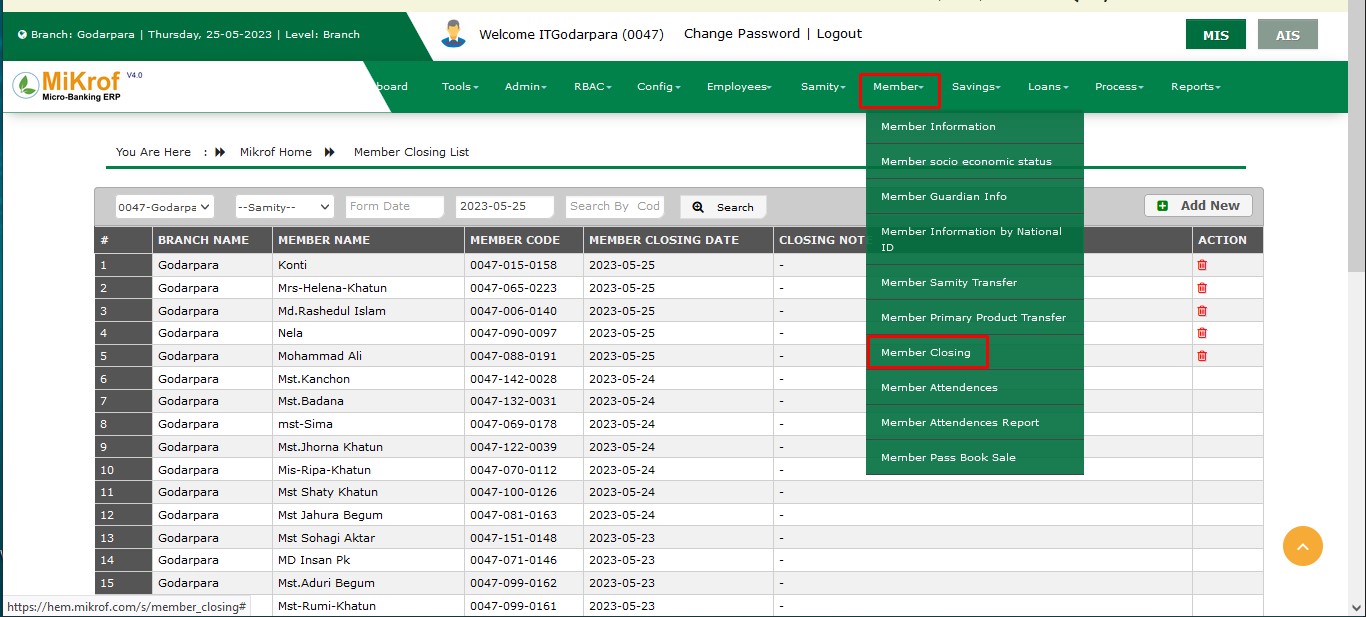 Branch: Godarpara | Thursday, 25-05-2023 | Level: Branch
Welcome ITGodarpara (0047) Change Password | Logout
MIS AIS
MiKrof V4.0
Micro-Banking ERP
board Tools Admin RBAC Config Employees Samity Member Savings Loans Process Reports
Member Information
Member socio economic status
Member Guardian Info
Member Information by National
ID
Member Samity Transfer
Member Primary Product Transfer
Member Closing
Member Attendences
Member Attendences Report
Member Pass Book Sale
You Are Here : Mikrof Home Member Closing List
0047-Godarpa --Samity-- Form Date 2023-05-25 Search By Cod Search Add New
# BRANCH NAME MEMBER NAME MEMBER CODE MEMBER CLOSING DATE CLOSING NOTE ACTION
1 Godarpara Konti 0047-015-0158 2023-05-25 -
2 Godarpara Mrs-Helena-Khatun 0047-065-0223 2023-05-25 -
3 Godarpara Md.Rashedul Islam 0047-006-0140 2023-05-25 -
4 Godarpara Nela 0047-090-0097 2023-05-25 -
5 Godarpara Mohammad Ali 0047-088-0191 2023-05-25 -
6 Godarpara Mst.Kanchon 0047-142-0028 2023-05-24 -
7 Godarpara Mst.Badana 0047-132-0031 2023-05-24 -
8 Godarpara mst-Sima 0047-069-0178 2023-05-24 -
9 Godarpara Mst.Jhorna Khatun 0047-122-0039 2023-05-24 -
10 Godarpara Mis-Ripa-Khatun 0047-070-0112 2023-05-24 -
11 Godarpara Mst Shaty Khatun 0047-100-0126 2023-05-24 -
12 Godarpara Mst Jahura Begum 0047-081-0163 2023-05-24 -
13 Godarpara Mst Sohagi Aktar 0047-151-0148 2023-05-23 -
14 Godarpara MD Insan Pk 0047-071-0146 2023-05-23 -
15 Godarpara Mst.Aduri Begum 0047-099-0162 2023-05-23 -
Mst-Rumi-Khatun 0047-099-0161 2023-05-23 -
https://hem.mikrof.com/s/member_closing#